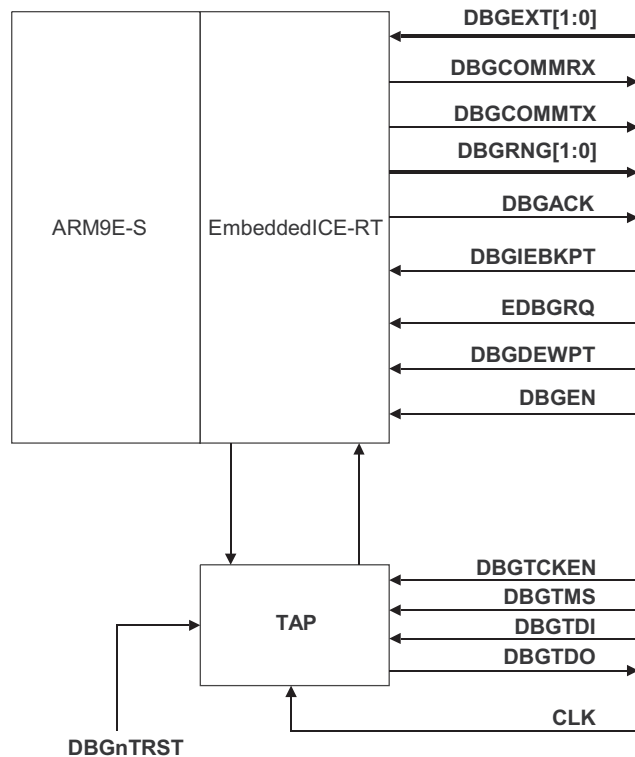 DBGEXT[1:0]
DBGCOMMRX
DBGCOMMTX
DBGRNG[1:0]
ARM9E-S
EmbeddedICE-RT
DBGACK
DBGIEBKPT
EDBGRQ
DBGDEWPT
DBGEN
DBGTCKEN
DBGTMS
TAP
DBGTDI
DBGTDO
CLK
DBGnTRST